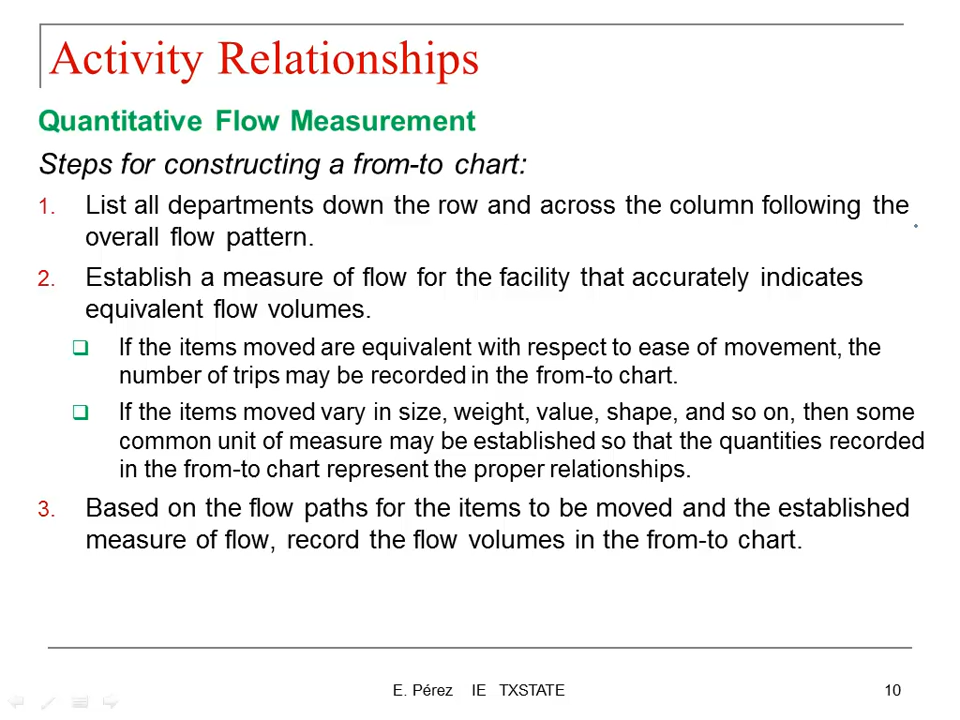 Activity Relationships
Quantitative Flow Measurement
Steps for constructing a from-to chart:
1. List all departments down the row and across the column following the
overall flow pattern.
2. Establish a measure of flow for the facility that accurately indicates
equivalent flow volumes.
If the items moved are equivalent with respect to ease of movement, the
number of trips may be recorded in the from-to chart.
If the items moved vary in size, weight, value, shape, and so on, then some
common unit of measure may be established so that the quantities recorded
in the from-to chart represent the proper relationships.
3. Based on the flow paths for the items to be moved and the established
measure of flow, record the flow volumes in the from-to chart.
E. Pérez IE TXSTATE 10